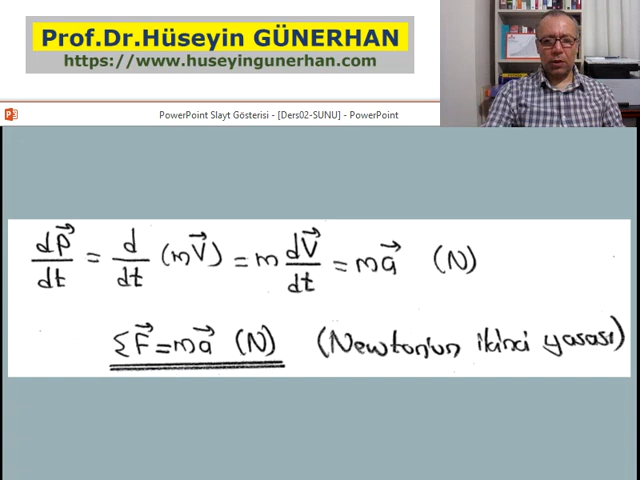 Prof.Dr.Hüseyin GÜNERHAN
https://www.huseyingunerhan.com
PowerPoint Slayt Gösterisi - [Ders02-SUNU] - PowerPoint
dP⃗/dt = d/dt (mV⃗) = m dV⃗/dt = ma⃗ (N)
ΣF⃗ = ma⃗ (N) (Newton'un ikinci yasası)